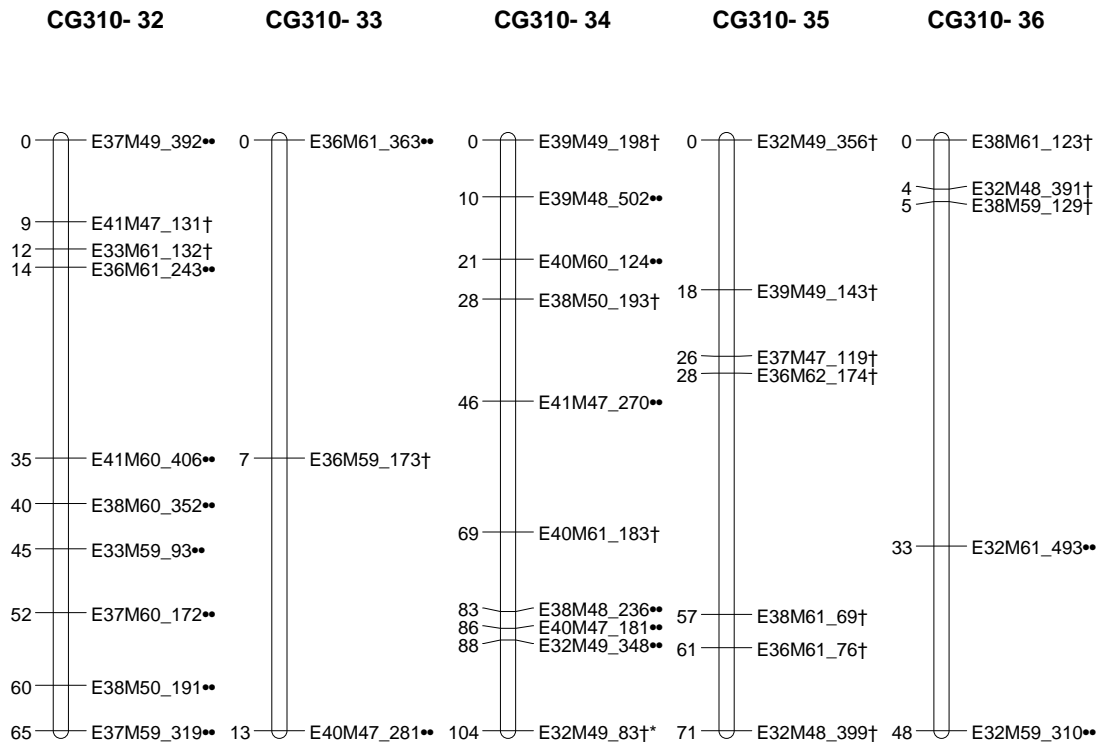 CG310- 32
0 E37M49_392••
9 E41M47_131†
12 E33M61_132†
14 E36M61_243••
35 E41M60_406••
40 E38M60_352••
45 E33M59_93••
52 E37M60_172••
60 E38M50_191••
65 E37M59_319••
CG310- 33
0 E36M61_363••
7 E36M59_173†
13 E40M47_281••
CG310- 34
0 E39M49_198†
10 E39M48_502••
21 E40M60_124••
28 E38M50_193†
46 E41M47_270••
69 E40M61_183†
83 E38M48_236••
86 E40M47_181••
88 E32M49_348••
104 E32M49_83†*
CG310- 35
0 E32M49_356†
18 E39M49_143†
26 E37M47_119†
28 E36M62_174†
57 E38M61_69†
61 E36M61_76†
71 E32M48_399†
CG310- 36
0 E38M61_123†
4 E32M48_391†
5 E38M59_129†
33 E32M61_493••
48 E32M59_310••